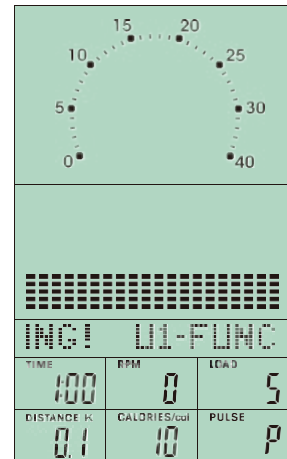 15 20
10 25
5 30
0 40
ING! U1-FUNC
TIME RPM LOAD
1:00 0 5
DISTANCE K CALORIES/cal PULSE
0.1 10 P